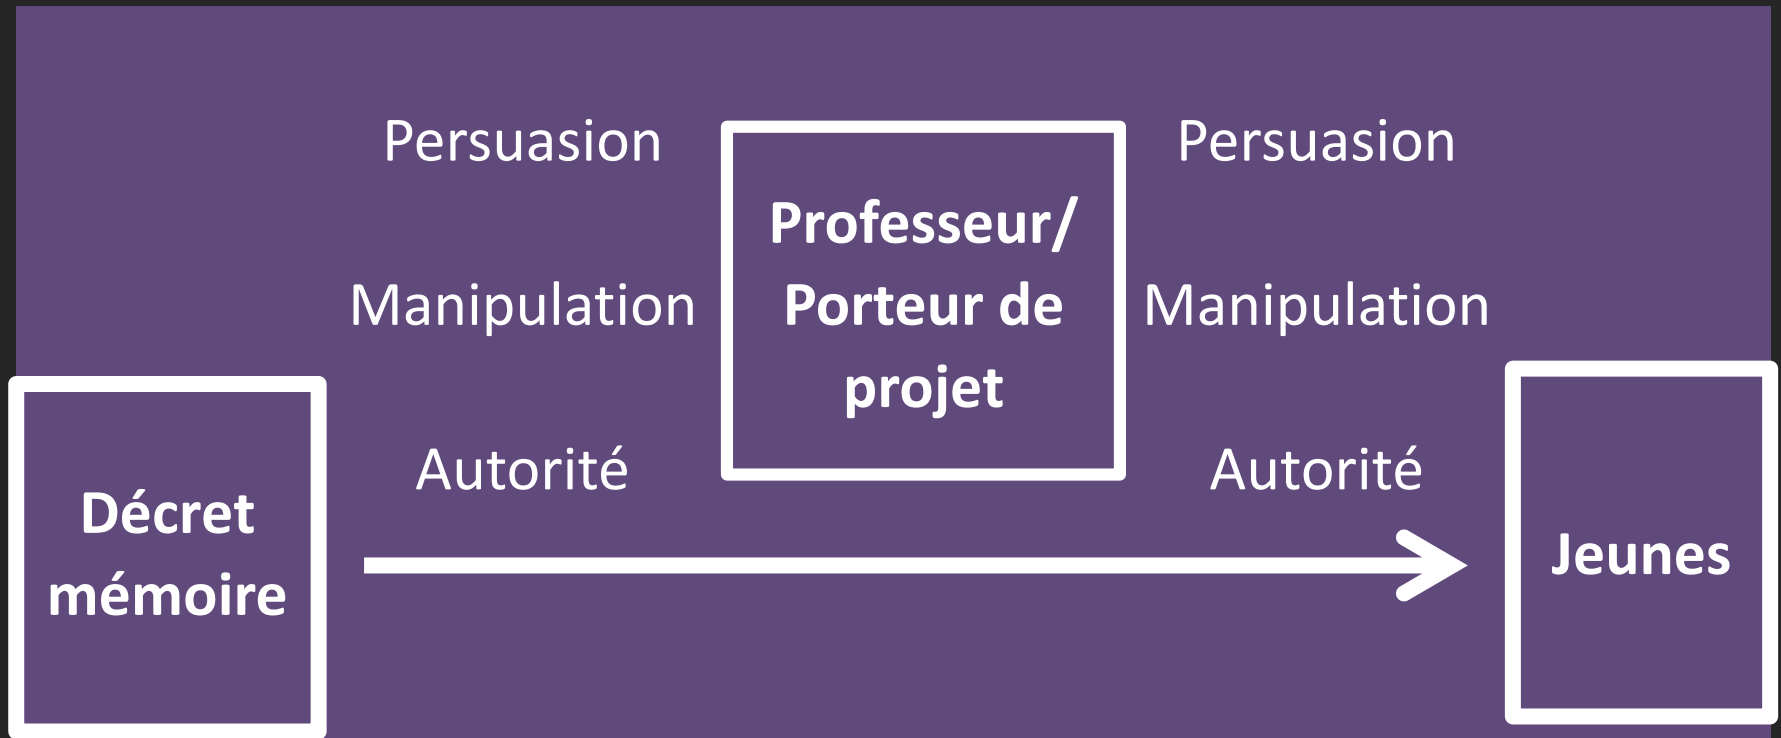 Persuasion
Manipulation
Autorité
Professeur/
Porteur de
projet
Persuasion
Manipulation
Autorité
Décret
mémoire
Jeunes